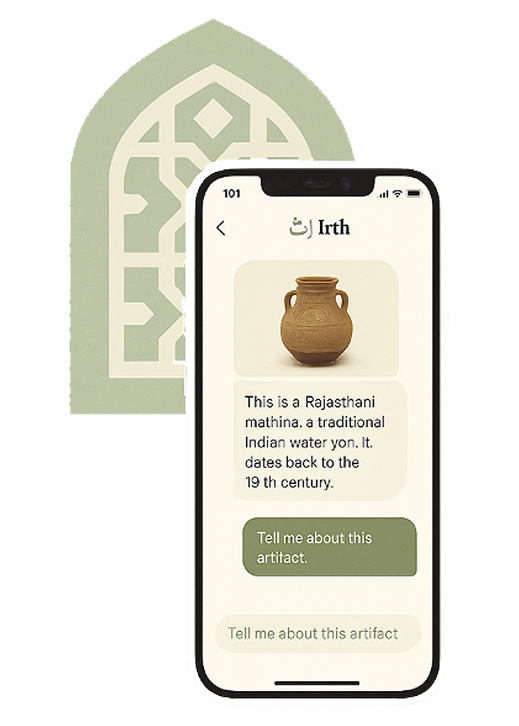 101
إرث Irth
This is a Rajasthani
mathina. a traditional
Indian water yon. It.
dates back to the
19 th century.
Tell me about this
artifact.
Tell me about this artifact